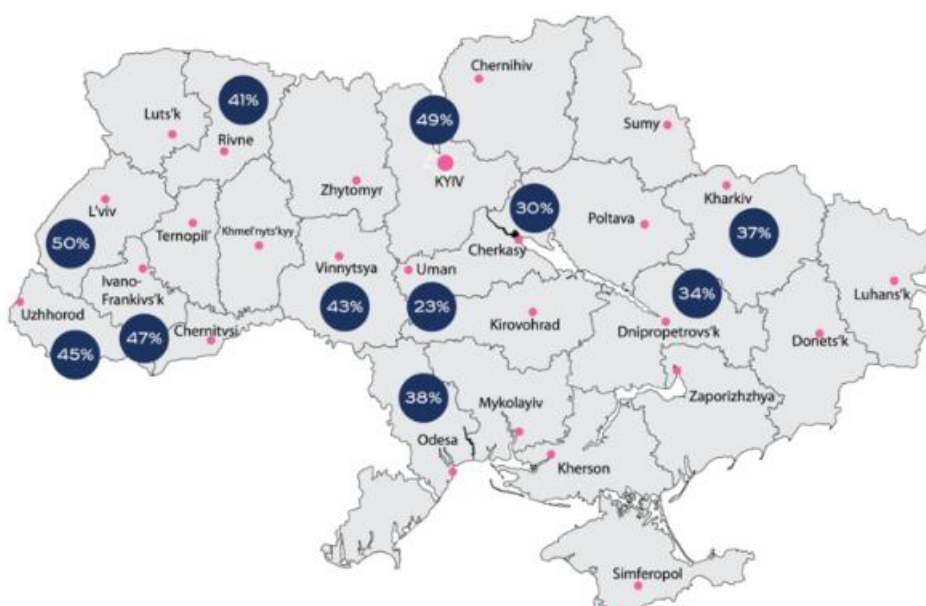 Chernihiv
41%
49%
Luts'k
Sumy
Rivne
KYIV
Zhytomyr
Kharkiv
L'viv
30%
Poltava
Ternopil'
Khmel'nyts'kyy
37%
50%
Cherkasy
Vinnytsya
Uman
Ivano-
Frankivs'k
Luhans'k
34%
Uzhhorod
43%
23%
Kirovohrad
47%
Chernitvsi
Dnipropetrovs'k
Donets'k
45%
Zaporizhzhya
38%
Mykolayiv
Odesa
Kherson
Simferopol